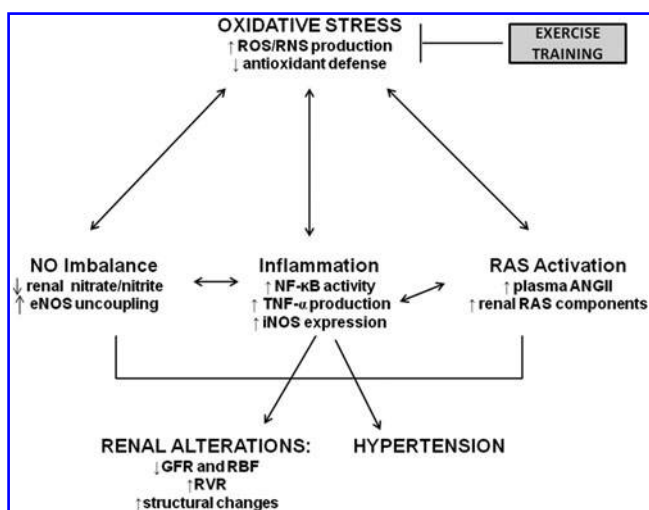 OXIDATIVE STRESS
↑ ROS/RNS production
↓ antioxidant defense
EXERCISE
TRAINING
NO Imbalance
↓ renal nitrate/nitrite
↑ eNOS uncoupling
Inflammation
↑ NF-κB activity
↑ TNF-α production
↑ iNOS expression
RAS Activation
↑ plasma ANGII
↑ renal RAS components
RENAL ALTERATIONS:
↓GFR and RBF
↑RVR
↑structural changes
HYPERTENSION